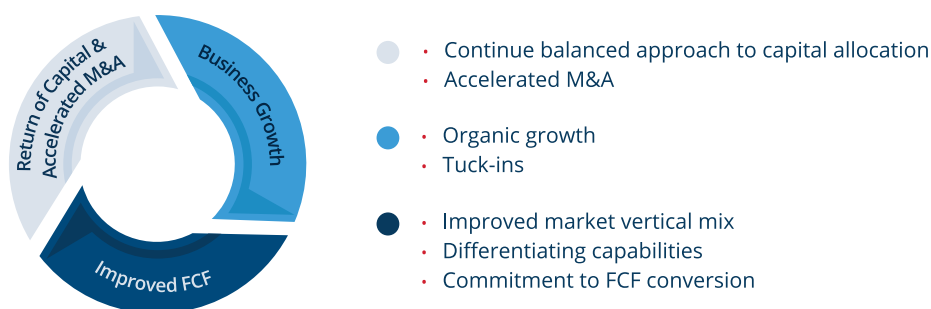 Return of Capital &
Accelerated M&A
Business Growth
Improved FCF
• Continue balanced approach to capital allocation
• Accelerated M&A
• Organic growth
• Tuck-ins
• Improved market vertical mix
• Differentiating capabilities
• Commitment to FCF conversion